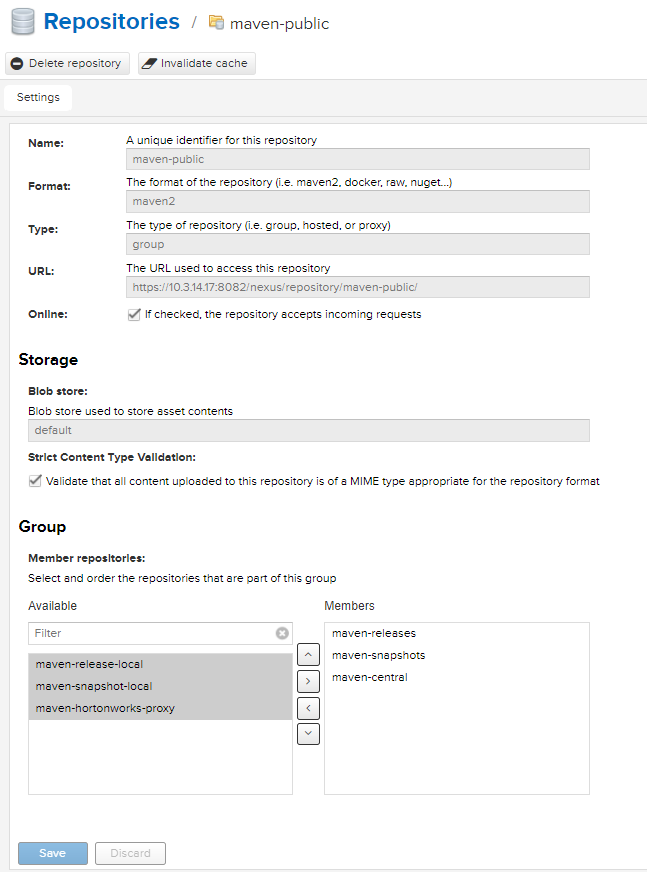 Repositories / maven-public
Delete repository Invalidate cache
Settings
Name: A unique identifier for this repository
maven-public
Format: The format of the repository (i.e. maven2, docker, raw, nuget...)
maven2
Type: The type of repository (i.e. group, hosted, or proxy)
group
URL: The URL used to access this repository
https://10.3.14.17:8082/nexus/repository/maven-public/
Online: If checked, the repository accepts incoming requests
Storage
Blob store:
Blob store used to store asset contents
default
Strict Content Type Validation:
Validate that all content uploaded to this repository is of a MIME type appropriate for the repository format
Group
Member repositories:
Select and order the repositories that are part of this group
Available Members
Filter
maven-release-local
maven-snapshot-local
maven-hortonworks-proxy
maven-releases
maven-snapshots
maven-central
Save Discard